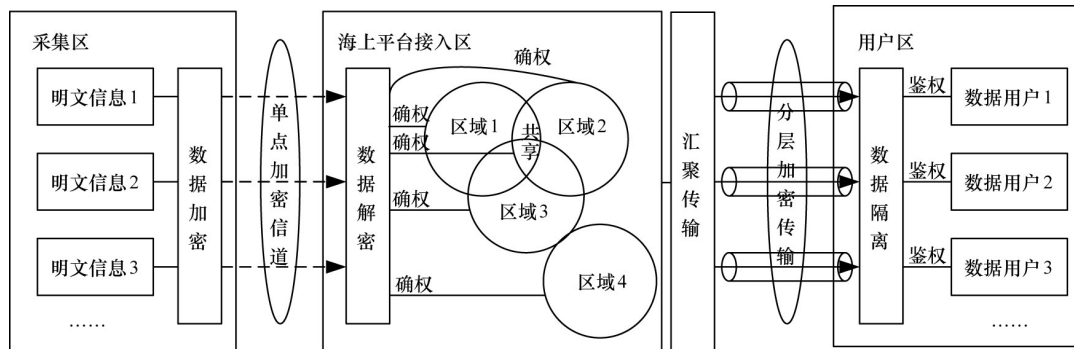 采集区
明文信息1
明文信息2
明文信息3
……
数据加密
单点加密信道
海上平台接入区
数据解密
确权
确权
确权
确权
确权
区域1
区域2
共享
区域3
区域4
汇聚传输
分层加密传输
用户区
数据隔离
鉴权
数据用户1
鉴权
数据用户2
鉴权
数据用户3
……